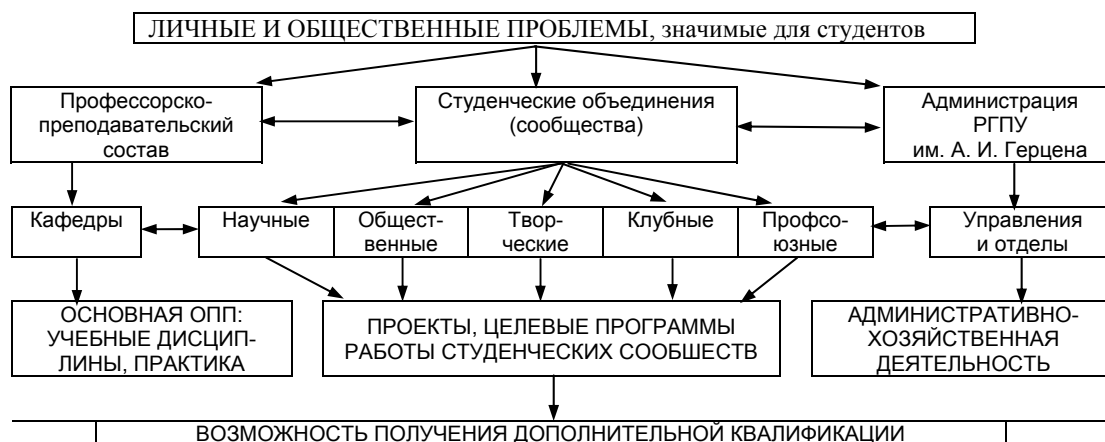 ЛИЧНЫЕ И ОБЩЕСТВЕННЫЕ ПРОБЛЕМЫ, значимые для студентов
Профессорско-
преподавательский
состав
Студенческие объединения
(сообщества)
Администрация
РГПУ
им. А. И. Герцена
Кафедры
Научные
Общест-
венные
Твор-
ческие
Клубные
Профсо-
юзные
Управления
и отделы
ОСНОВНАЯ ОПП:
УЧЕБНЫЕ ДИСЦИП-
ЛИНЫ, ПРАКТИКА
ПРОЕКТЫ, ЦЕЛЕВЫЕ ПРОГРАММЫ
РАБОТЫ СТУДЕНЧЕСКИХ СООБШЕСТВ
АДМИНИСТРАТИВНО-
ХОЗЯЙСТВЕННАЯ
ДЕЯТЕЛЬНОСТЬ
ВОЗМОЖНОСТЬ ПОЛУЧЕНИЯ ДОПОЛНИТЕЛЬНОЙ КВАЛИФИКАЦИИ